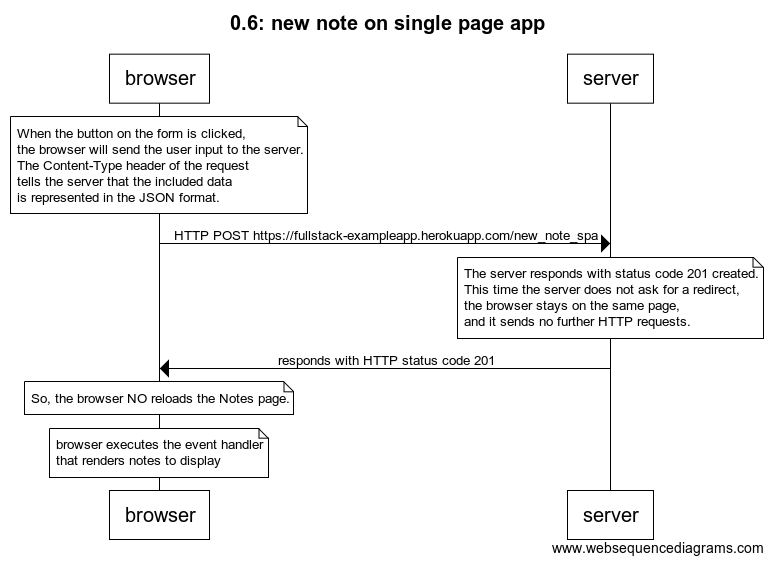 0.6: new note on single page app
browser
server
When the button on the form is clicked,
the browser will send the user input to the server.
The Content-Type header of the request
tells the server that the included data
is represented in the JSON format.
HTTP POST https://fullstack-exampleapp.herokuapp.com/new_note_spa
The server responds with status code 201 created.
This time the server does not ask for a redirect,
the browser stays on the same page,
and it sends no further HTTP requests.
responds with HTTP status code 201
So, the browser NO reloads the Notes page.
browser executes the event handler
that renders notes to display
browser
server
www.websequencediagrams.com